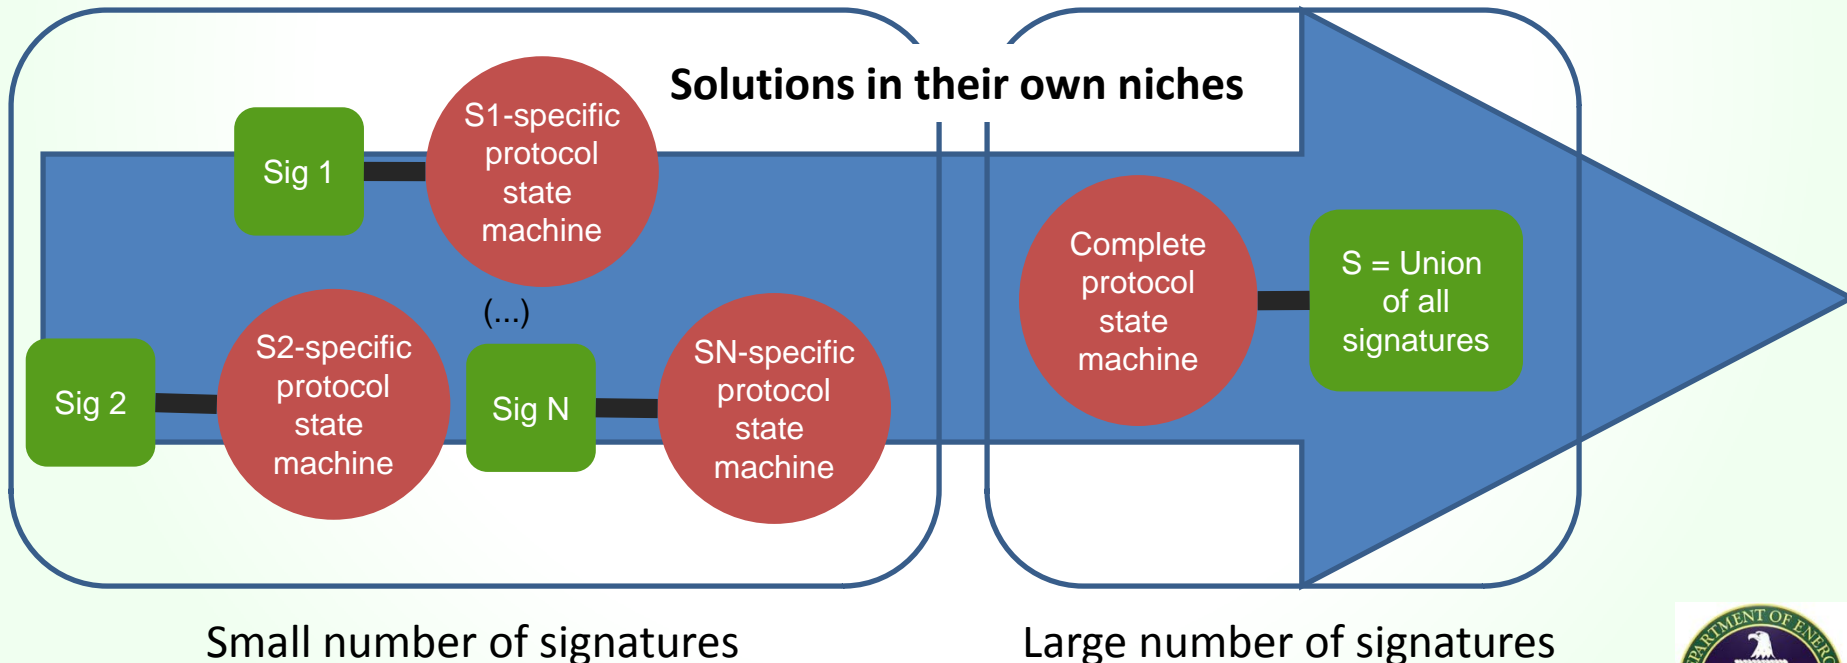 Solutions in their own niches
Sig 1
S1-specific
protocol
state
machine
(...)
Sig 2
S2-specific
protocol
state
machine
Sig N
SN-specific
protocol
state
machine
Complete
protocol
state
machine
S = Union
of all
signatures
Small number of signatures
Large number of signatures
OF